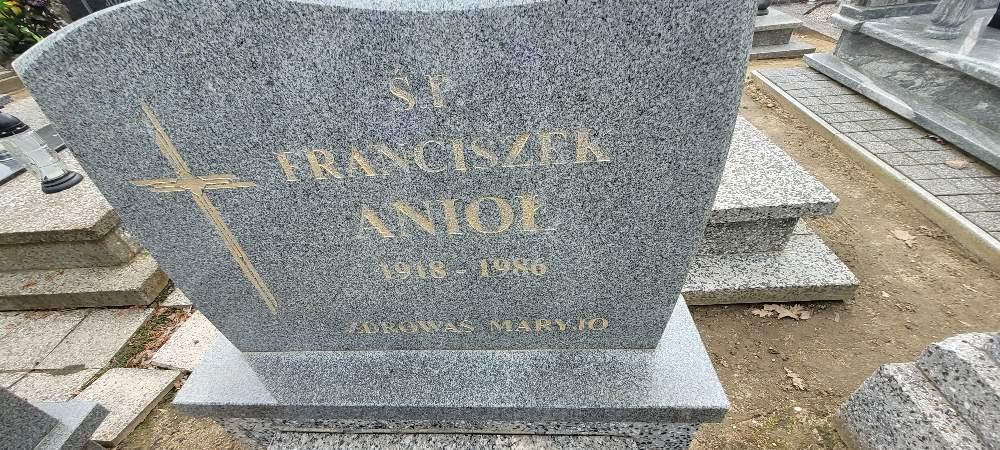 Ś P.
FRANCISZEK
ANIOŁ
1918 - 1986
ZDROWAŚ MARYJO